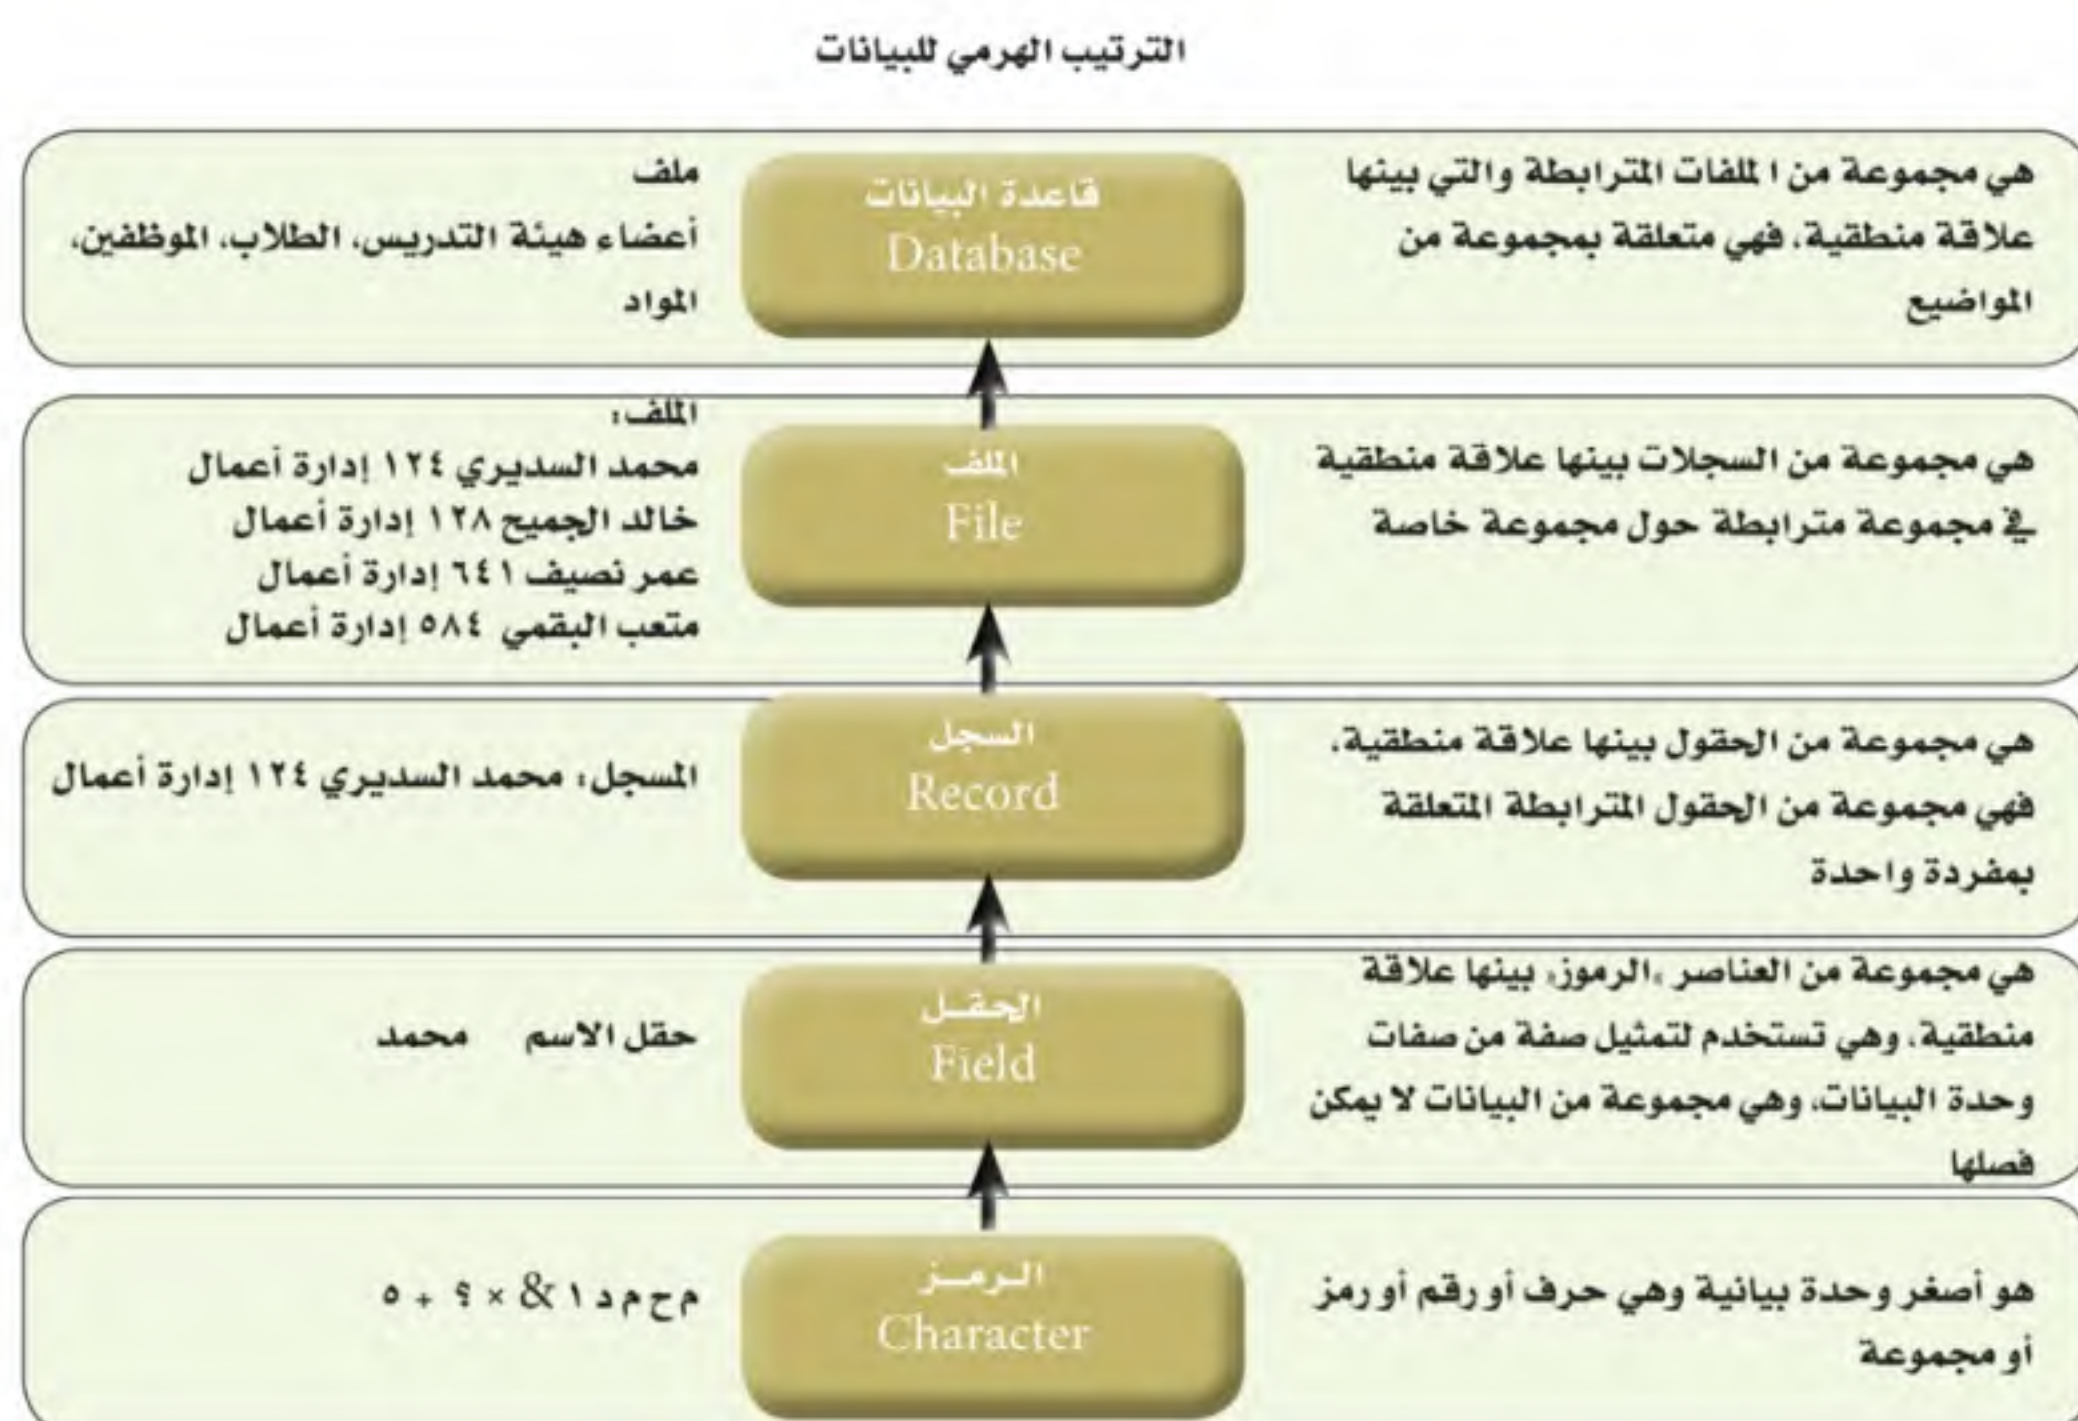 الترتيب الهرمي للبيانات
هي مجموعة من الملفات المترابطة والتي بينها
علاقة منطقية، فهي متعلقة بمجموعة من
المواضيع
قاعدة البيانات
Database
ملف
أعضاء هيئة التدريس، الطلاب، الموظفين،
المواد
هي مجموعة من السجلات بينها علاقة منطقية
في مجموعة مترابطة حول مجموعة خاصة
الملف
File
الملف:
محمد السديري ١٢٤ إدارة أعمال
خالد الجميح ١٢٨ إدارة أعمال
عمر نصيف ٦٤١ إدارة أعمال
متعب البقمي ٥٨٤ إدارة أعمال
هي مجموعة من الحقول بينها علاقة منطقية،
فهي مجموعة من الحقول المترابطة المتعلقة
بمفردة واحدة
السجل
Record
المسجل: محمد السديري ١٢٤ إدارة أعمال
هي مجموعة من العناصر «الرموز» بينها علاقة
منطقية، وهي تستخدم لتمثيل صفة من صفات
وحدة البيانات، وهي مجموعة من البيانات لا يمكن
فصلها
الحقـل
Field
حقل الاسم محمد
هو أصغر وحدة بيانية وهي حرف أو رقم أو رمز
أو مجموعة
الـرمـــز
Character
م ح م د ١ & × ؟ + ٥